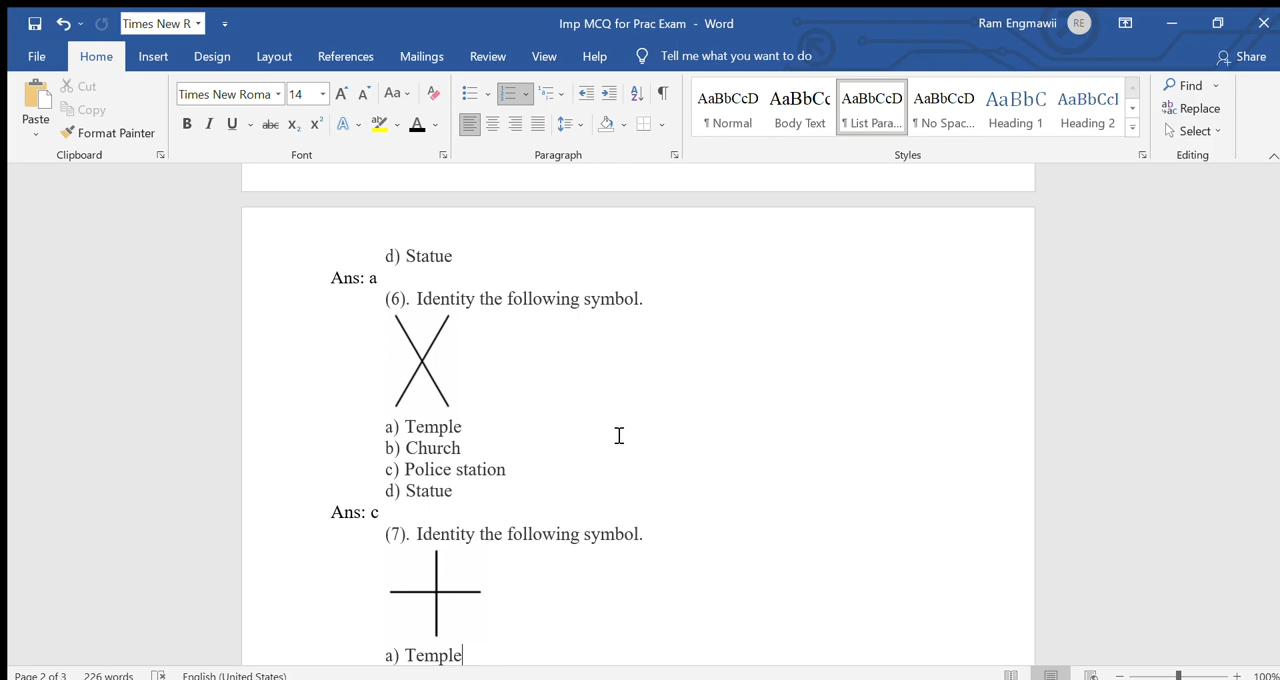 Times New R
Imp MCQ for Prac Exam - Word
Ram Engmawii
RE
File
Home
Insert
Design
Layout
References
Mailings
Review
View
Help
Tell me what you want to do
Share
Paste
Cut
Copy
Format Painter
Clipboard
Times New Roma
14
Font
Paragraph
AaBbCcD
¶ Normal
AaBbCc
Body Text
AaBbCcD
¶ List Para...
AaBbCcD
¶ No Spac...
AaBbC
Heading 1
AaBbCcI
Heading 2
Styles
Find
Replace
Select
Editing
d) Statue
Ans: a
(6). Identity the following symbol.
a) Temple
b) Church
c) Police station
d) Statue
Ans: c
(7). Identity the following symbol.
a) Temple
Page 2 of 3
226 words
English (United States)
100%